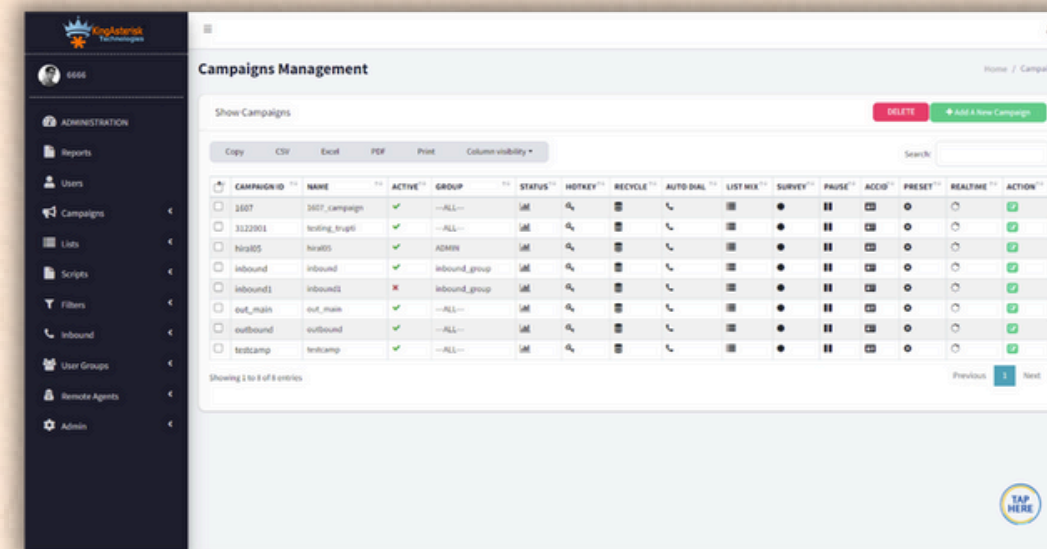 KingAsterisk
Technologies
6666
ADMINISTRATION
Reports
Users
Campaigns
Lists
Scripts
Filters
Inbound
User Groups
Remote Agents
Admin
Campaigns Management
Home / Campai
Show Campaigns
DELETE
+ Add A New Campaign
Copy CSV Excel PDF Print Column visibility
Search:
CAMPAIGN ID NAME ACTIVE GROUP STATUS HOTKEY RECYCLE AUTO DIAL LIST MIX SURVEY PAUSE ACCID PRESET REALTIME ACTION
1607 1607_campaign ---ALL---
3122001 testing_trupti ---ALL---
hiral05 hiral05 ADMIN
inbound inbound inbound_group
inbound1 inbound1 inbound_group
out_main out_main ---ALL---
outbound outbound ---ALL---
testcamp testcamp ---ALL---
Showing 1 to 8 of 8 entries
Previous 1 Next
TAP
HERE